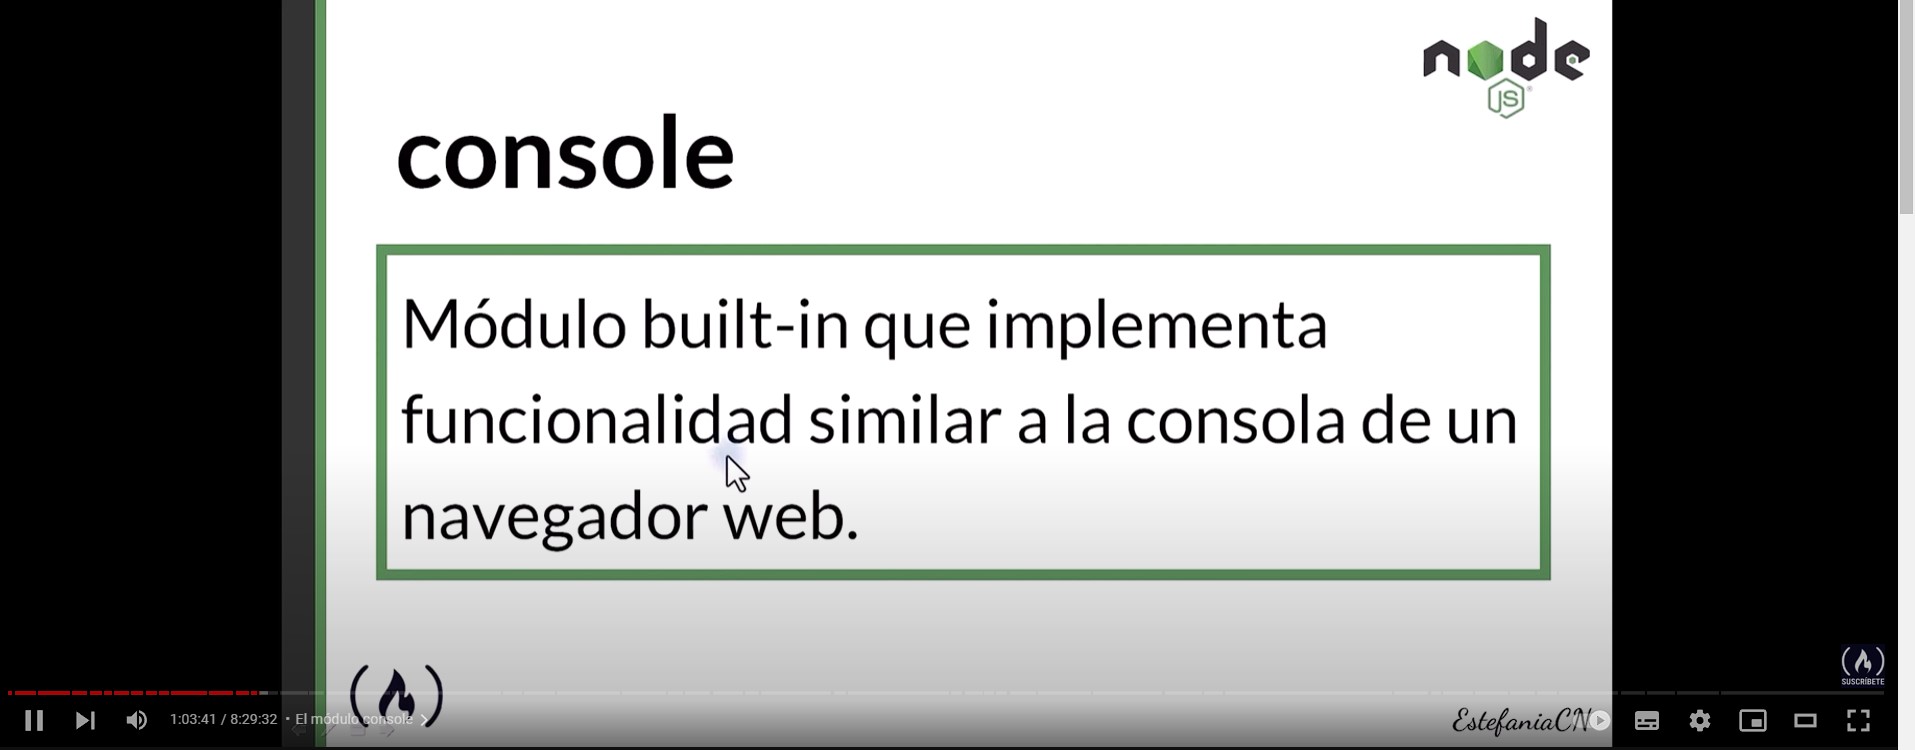 node
JS
console
Módulo built-in que implementa
funcionalidad similar a la consola de un
navegador web.
SUSCRÍBETE
1:03:41 / 8:29:32 • El módulo console
EstefaniaCN